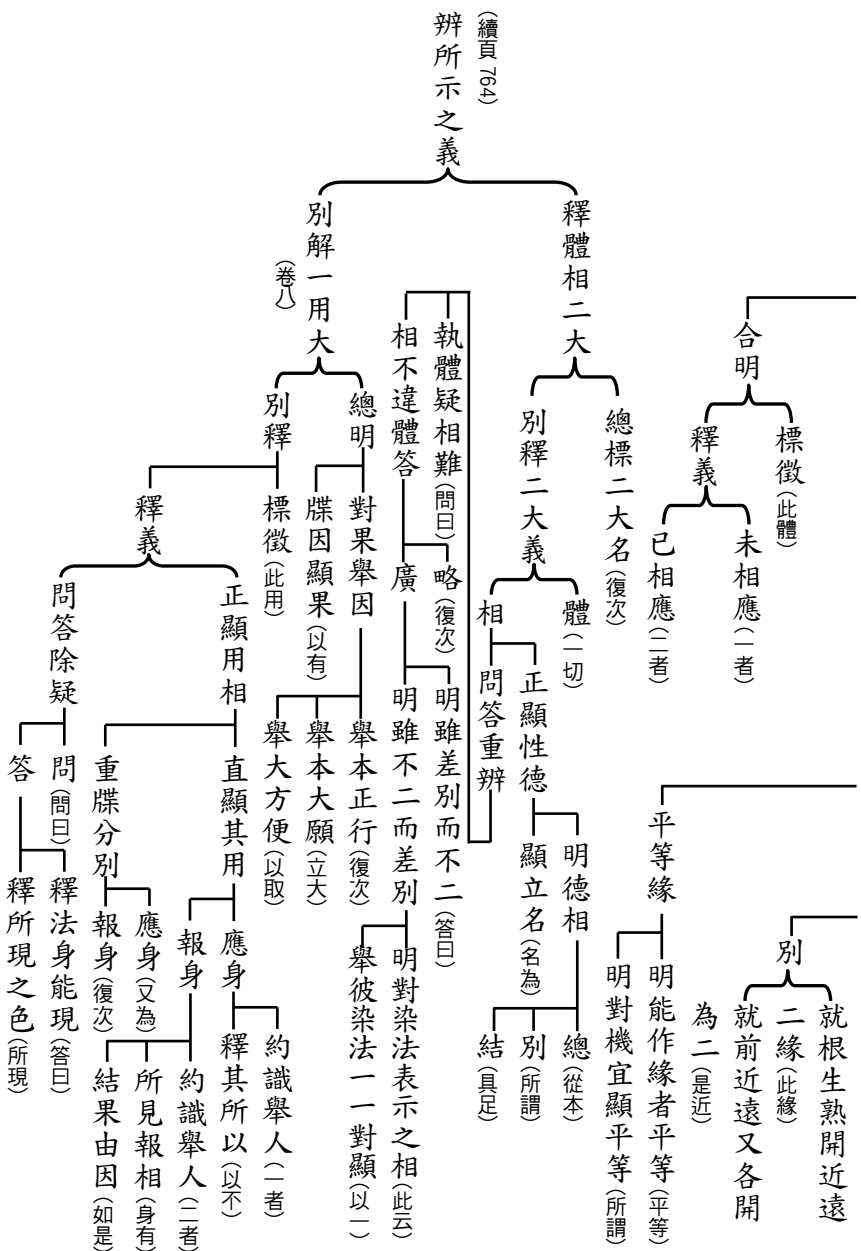 就根生熟開近遠
二緣(此緣)
就前近遠又各開
為二(是近)
別
明能作緣者平等(平等)
明對機宜顯平等(所謂)
平等緣
合明
標徵(此體)
釋義
未相應(一者)
已相應(二者)
(續頁 764)
辨所示之義
釋體相二大
總標二大名(復次)
別釋二大義
體(一切)
相
正顯性德
明德相
總(從本)
別(所謂)
結(具足)
顯立名(名為)
問答重辨
執體疑相難(問曰)
相不違體答
略(復次)
廣
明雖差別而不二(答曰)
明雖不二而差別
明對染法表示之相(此云)
舉彼染法一一對顯(以一)
別解一用大
(卷八)
總明
對果舉因
舉本正行(復次)
舉本大願(立大)
舉大方便(以取)
牒因顯果(以有)
別釋
標徵(此用)
釋義
正顯用相
直顯其用
應身
約識舉人(一者)
釋其所以(以不)
報身
約識舉人(二者)
所見報相(身有)
結果由因(如是)
重牒分別
應身(又為)
報身(復次)
問答除疑
問(問曰)
答
釋法身能現(答曰)
釋所現之色(所現)